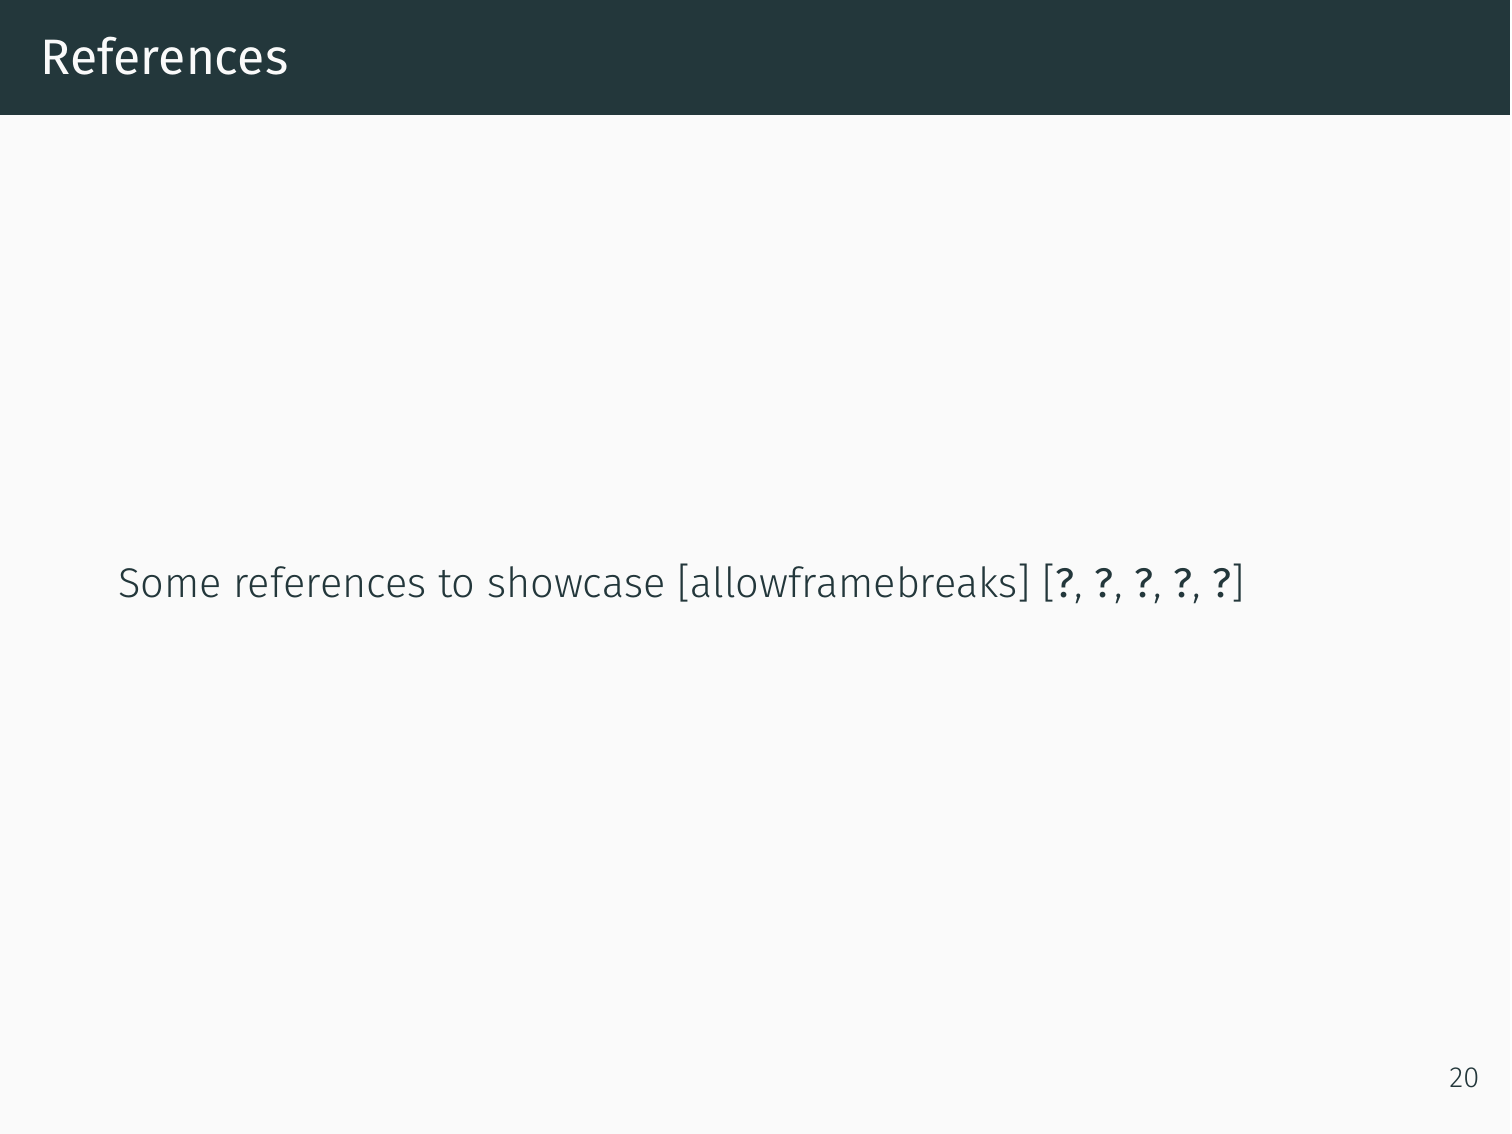 References
Some references to showcase [allowframebreaks] [?, ?, ?, ?, ?]
20